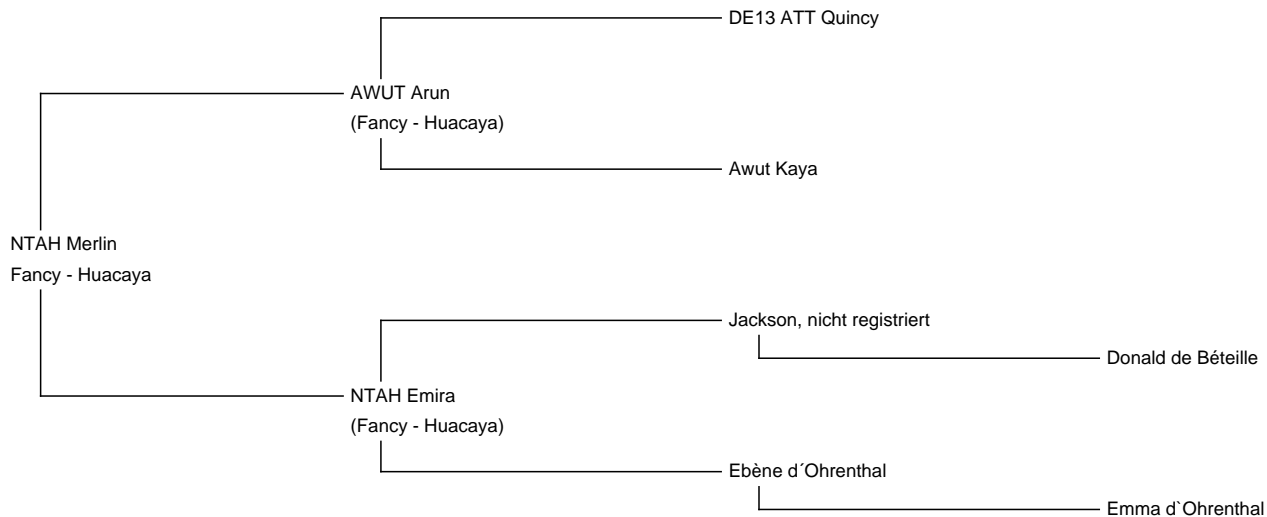 DE13 ATT Quincy
AWUT Arun
(Fancy - Huacaya)
Awut Kaya
NTAH Merlin
Fancy - Huacaya
Jackson, nicht registriert
Donald de Béteille
NTAH Emira
(Fancy - Huacaya)
Ebène d´Ohrenthal
Emma d`Ohrenthal